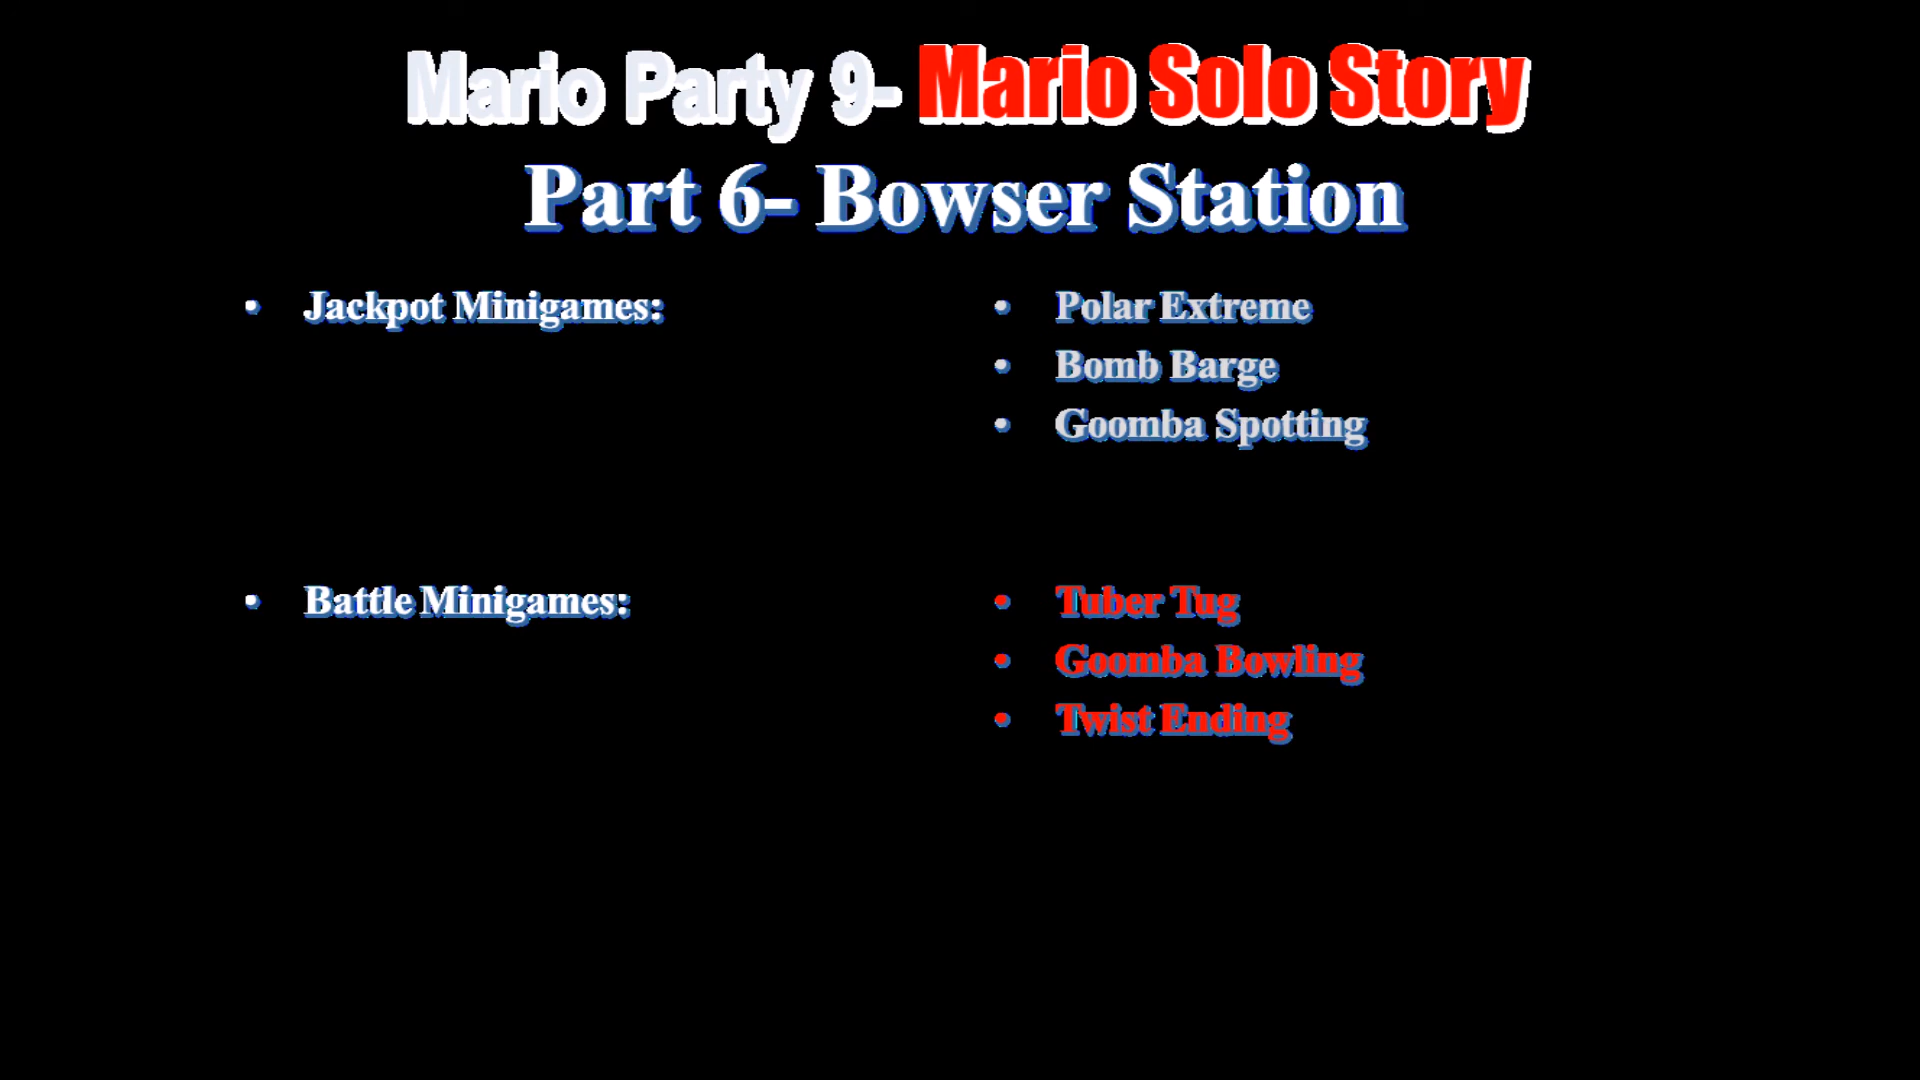 Mario Party 9- Mario Solo Story
Part 6- Bowser Station
• Jackpot Minigames:
• Polar Extreme
• Bomb Barge
• Goomba Spotting
• Battle Minigames:
• Tuber Tug
• Goomba Bowling
• Twist Ending